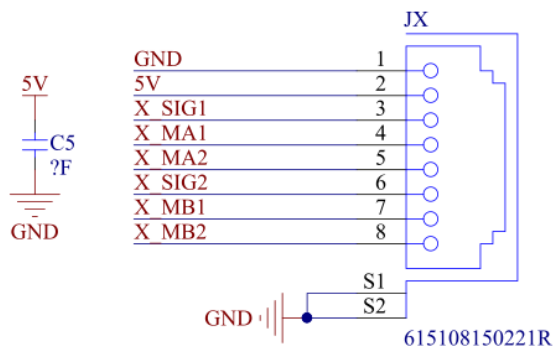 JX
GND 1
5V 2
X_SIG1 3
X_MA1 4
X_MA2 5
X_SIG2 6
X_MB1 7
X_MB2 8
5V
C5
?F
GND
S1
S2
GND
615108150221R